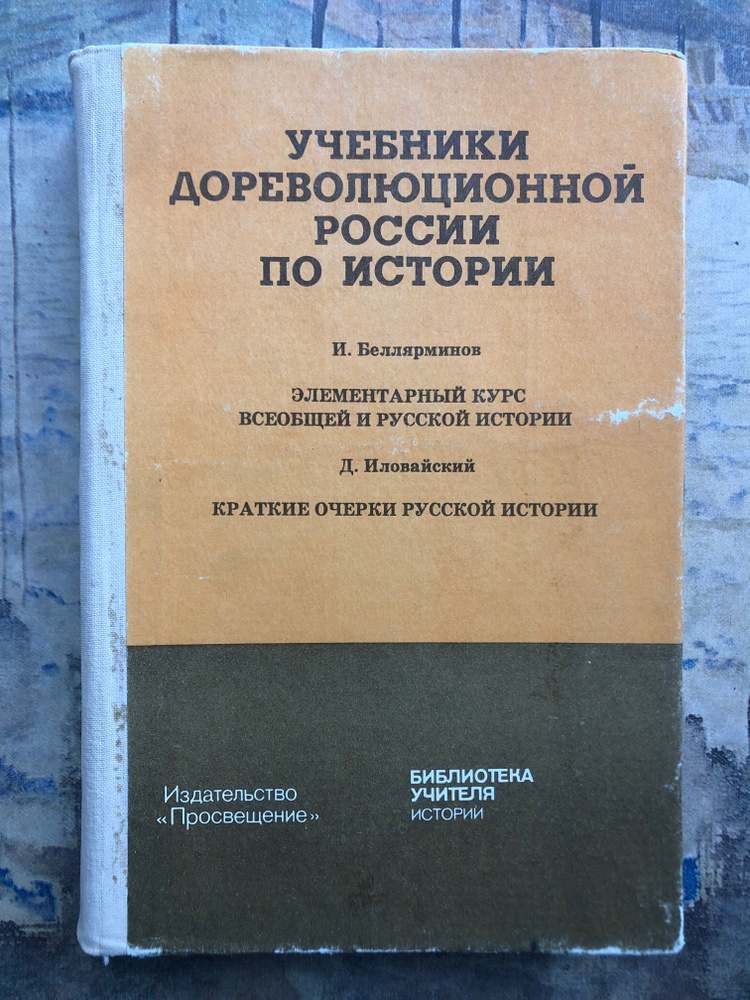 УЧЕБНИКИ
ДОРЕВОЛЮЦИОННОЙ
РОССИИ
ПО ИСТОРИИ
И. Беллярминов
ЭЛЕМЕНТАРНЫЙ КУРС
ВСЕОБЩЕЙ И РУССКОЙ ИСТОРИИ
Д. Иловайский
КРАТКИЕ ОЧЕРКИ РУССКОЙ ИСТОРИИ
Издательство
«Просвещение»
БИБЛИОТЕКА
УЧИТЕЛЯ
ИСТОРИИ